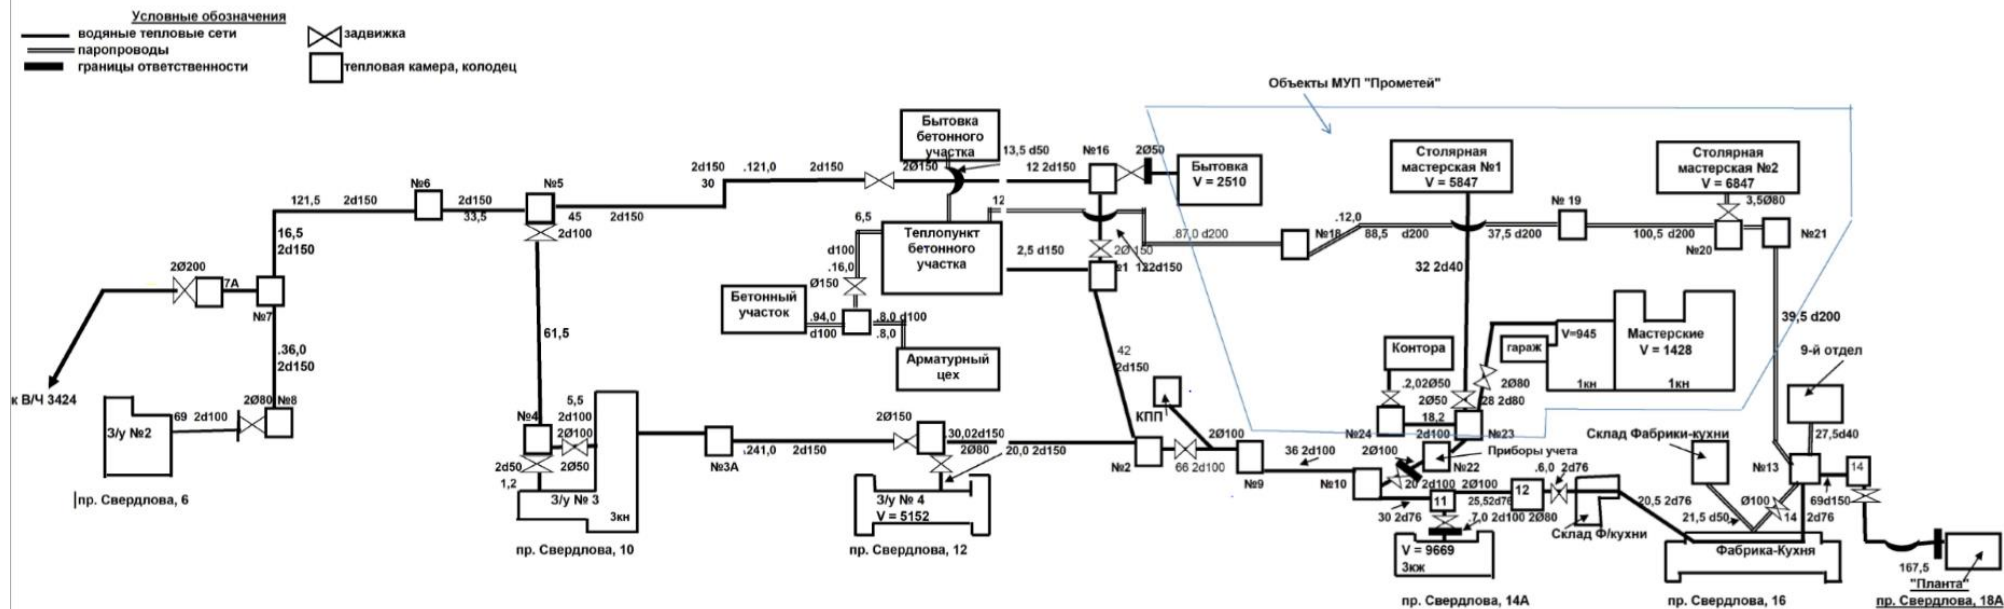 Условные обозначения
водяные тепловые сети
паропроводы
границы ответственности
задвижка
тепловая камера, колодец
Объекты МУП "Прометей"
Бытовка
бетонного
участка
13,5 d50
№16
2Ø50
Бытовка
V = 2510
Столярная
мастерская №1
V = 5847
Столярная
мастерская №2
V = 6847
2d150
.121,0
2d150
30
2Ø150
12 2d150
№6
№5
121,5
2d150
2d150
33,5
45
2d150
2d100
16,5
2d150
12
6,5
Теплопункт
бетонного
участка
d100
.16,0
Ø150
2,5 d150
2Ø 150
122d150
.87,0 d200
№18
.12,0
88,5
d200
37,5 d200
№ 19
100,5 d200
3,5Ø80
№20
№21
2Ø200
7А
№7
32 2d40
Бетонный
участок
.94,0
d100
.8,0 d100
.8,0
Арматурный
цех
61,5
.36,0
2d150
42
2d150
39,5 d200
V=945
гараж
Мастерские
V = 1428
1кн
1кн
Контора
9-й отдел
к В/Ч 3424
З/у №2
69 2d100
2Ø80
№8
пр. Свердлова, 6
5,5
2d100
№4
2Ø100
2Ø50
2d50
1,2
З/у № 3
3кн
пр. Свердлова, 10
№3А
.241,0
2d150
2Ø150
.30,02d150
2Ø80
20,0 2d150
З/у № 4
V = 5152
пр. Свердлова, 12
КПП
№2
66 2d100
2Ø100
№9
36 2d100
№10
.2,02Ø50
2Ø50
18,2
2d100
№24
28 2d80
2Ø80
№23
2Ø100
№22
Приборы учета
20 2d100
2Ø100
30 2d76
11
25,52d76
12
.6,0 2d76
.7,0 2d100
2Ø80
V = 9669
3кж
пр. Свердлова, 14А
Склад Ф/кухни
Склад Фабрики-кухни
20,5 2d76
21,5 d50
Ø100
14
2d76
№13
27,5d40
14
69d150
Фабрика-Кухня
пр. Свердлова, 16
167,5
"Планта"
пр. Свердлова, 18А